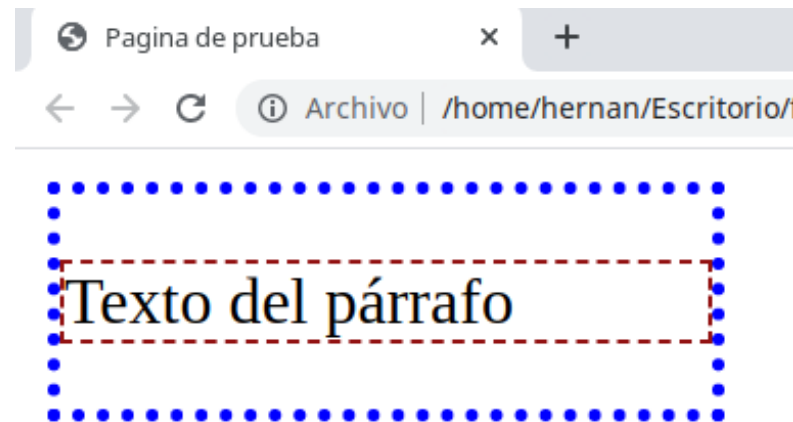 Pagina de prueba
Archivo | /home/hernan/Escritorio/
Texto del párrafo